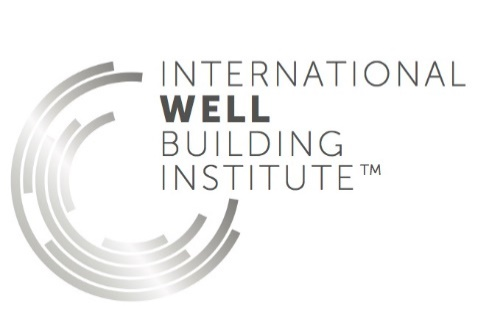 INTERNATIONAL
WELL
BUILDING
INSTITUTE™